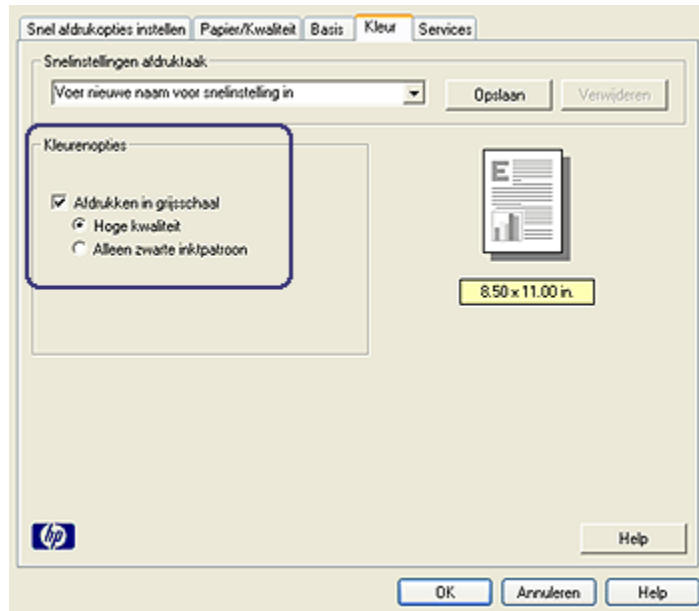 Snel afdrukopties instellen Papier/Kwaliteit Basis Kleur Services
Snelinstellingen afdruktaak
Voer nieuwe naam voor snelinstelling in Opslaan Verwijderen
Kleurenopties
Afdrukken in grijsschaal
Hoge kwaliteit
Alleen zwarte inktpatroon
E
8.50 x 11.00 in.
hp
Help
OK Annuleren Help